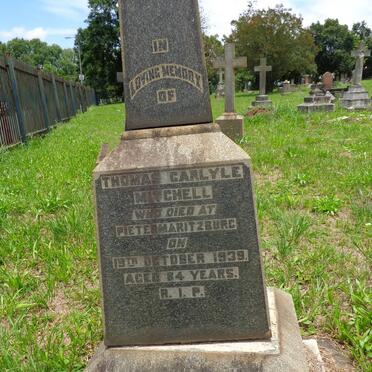 IN
LOVING MEMORY
OF
THOMAS CARLYLE
MITCHELL
WHO DIED AT
PIETERMARITZBURG
ON
19TH OCTOBER 1939.
AGED 84 YEARS.
R.I.P.